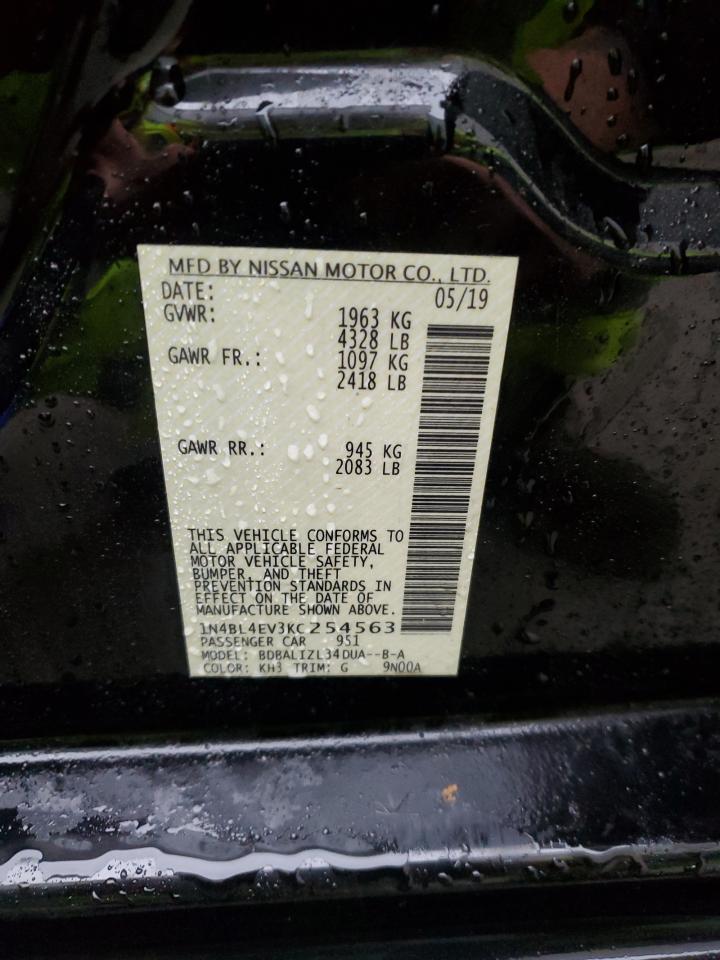 MFD BY NISSAN MOTOR CO., LTD.
DATE: 05/19
GVWR: 1963 KG
4328 LB
GAWR FR.: 1097 KG
2418 LB
GAWR RR.: 945 KG
2083 LB
THIS VEHICLE CONFORMS TO
ALL APPLICABLE FEDERAL
MOTOR VEHICLE SAFETY,
BUMPER, AND THEFT
PREVENTION STANDARDS IN
EFFECT ON THE DATE OF
MANUFACTURE SHOWN ABOVE.
1N4BL4EV3KC254563
PASSENGER CAR 951
MODEL: BDBALIZL34DUA--B-A
COLOR: KH3 TRIM: G 9N00A